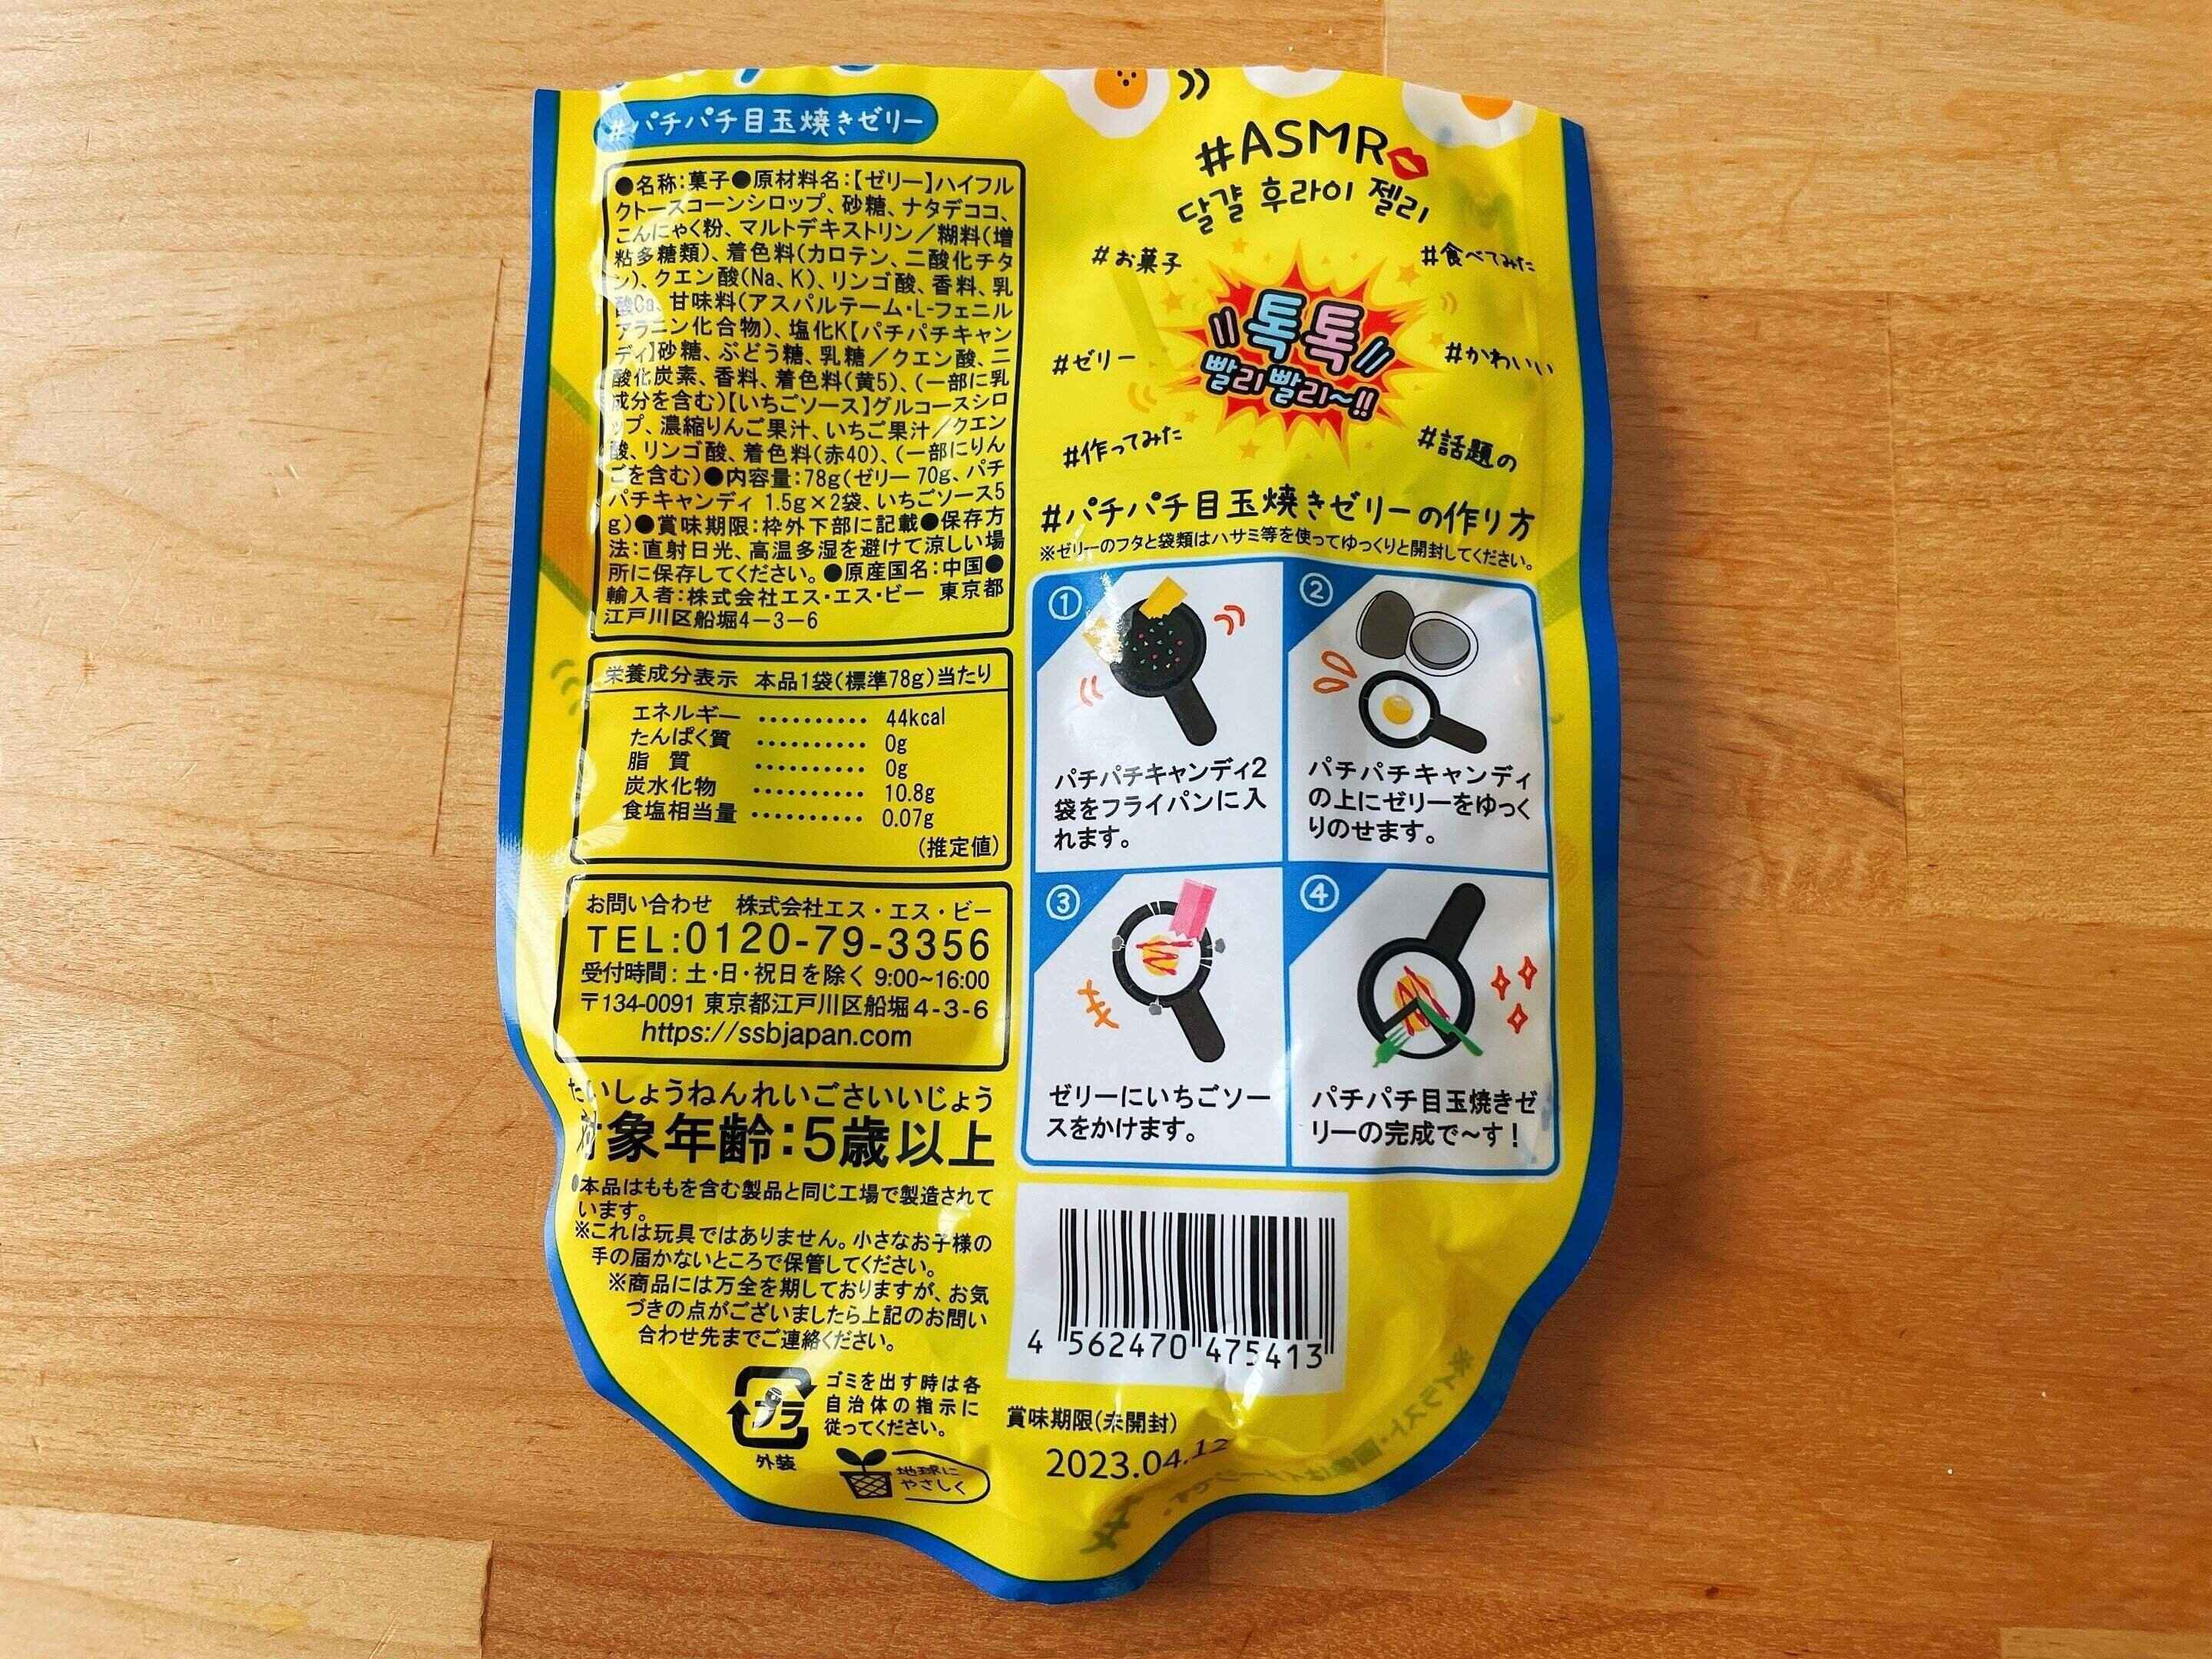 #パチパチ目玉焼きゼリー
●名称:菓子●原材料名:【ゼリー】ハイフル
クトースコーンシロップ、砂糖、ナタデココ、
こんにゃく粉、マルトデキストリン/糊料(増
粘多糖類)、着色料(カロテン、二酸化チタ
ン)、クエン酸(Na、K)、リンゴ酸、香料、乳
酸Ca、甘味料(アスパルテーム・L-フェニル
アラニン化合物)、塩化K【パチパチキャン
ディ】砂糖、ぶどう糖、乳糖/クエン酸、二
酸化炭素、香料、着色料(黄5)、(一部に乳
成分を含む)【いちごソース】グルコースシロ
ップ、濃縮りんご果汁、いちご果汁/クエン
酸、リンゴ酸、着色料(赤40)、(一部にりん
ごを含む)●内容量:78g(ゼリー 70g、パチ
パチキャンディ 1.5g×2袋、いちごソース5
g)●賞味期限:枠外下部に記載●保存方
法:直射日光、高温多湿を避けて涼しい場
所に保存してください。●原産国名:中国●
輸入者:株式会社エス・エス・ビー 東京都
江戸川区船堀4-3-6
栄養成分表示 本品1袋(標準78g)当たり
エネルギー ・・・・・・・・・・ 44kcal
たんぱく質 ・・・・・・・・・・ 0g
脂 質 ・・・・・・・・・・ 0g
炭水化物 ・・・・・・・・・・ 10.8g
食塩相当量 ・・・・・・・・・・ 0.07g
(推定値)
お問い合わせ 株式会社エス・エス・ビー
TEL:0120-79-3356
受付時間:土・日・祝日を除く 9:00~16:00
〒134-0091 東京都江戸川区船堀4-3-6
https://ssbjapan.com
たいしょうねんれいごさいいじょう
対象年齢:5歳以上
●本品はももを含む製品と同じ工場で製造されて
います。
※これは玩具ではありません。小さなお子様の
手の届かないところで保管してください。
※商品には万全を期しておりますが、お気
づきの点がございましたら上記のお問い
合わせ先までご連絡ください。
プラ
外装
ゴミを出す時は各
自治体の指示に
従ってください。
地球に
やさしく
#ASMR
달걀 후라이 젤리
#お菓子
#食べてみた
톡톡
빨리빨리~!!
#ゼリー
#かわいい
#作ってみた
#話題の
#パチパチ目玉焼きゼリーの作り方
※ゼリーのフタと袋類はハサミ等を使ってゆっくりと開封してください。
①
パチパチキャンディ2
袋をフライパンに入
れます。
②
パチパチキャンディ
の上にゼリーをゆっく
りのせます。
③
ゼリーにいちごソー
スをかけます。
④
パチパチ目玉焼きゼ
リーの完成で~す!
4 562470 475413
賞味期限(未開封)
2023.04.12